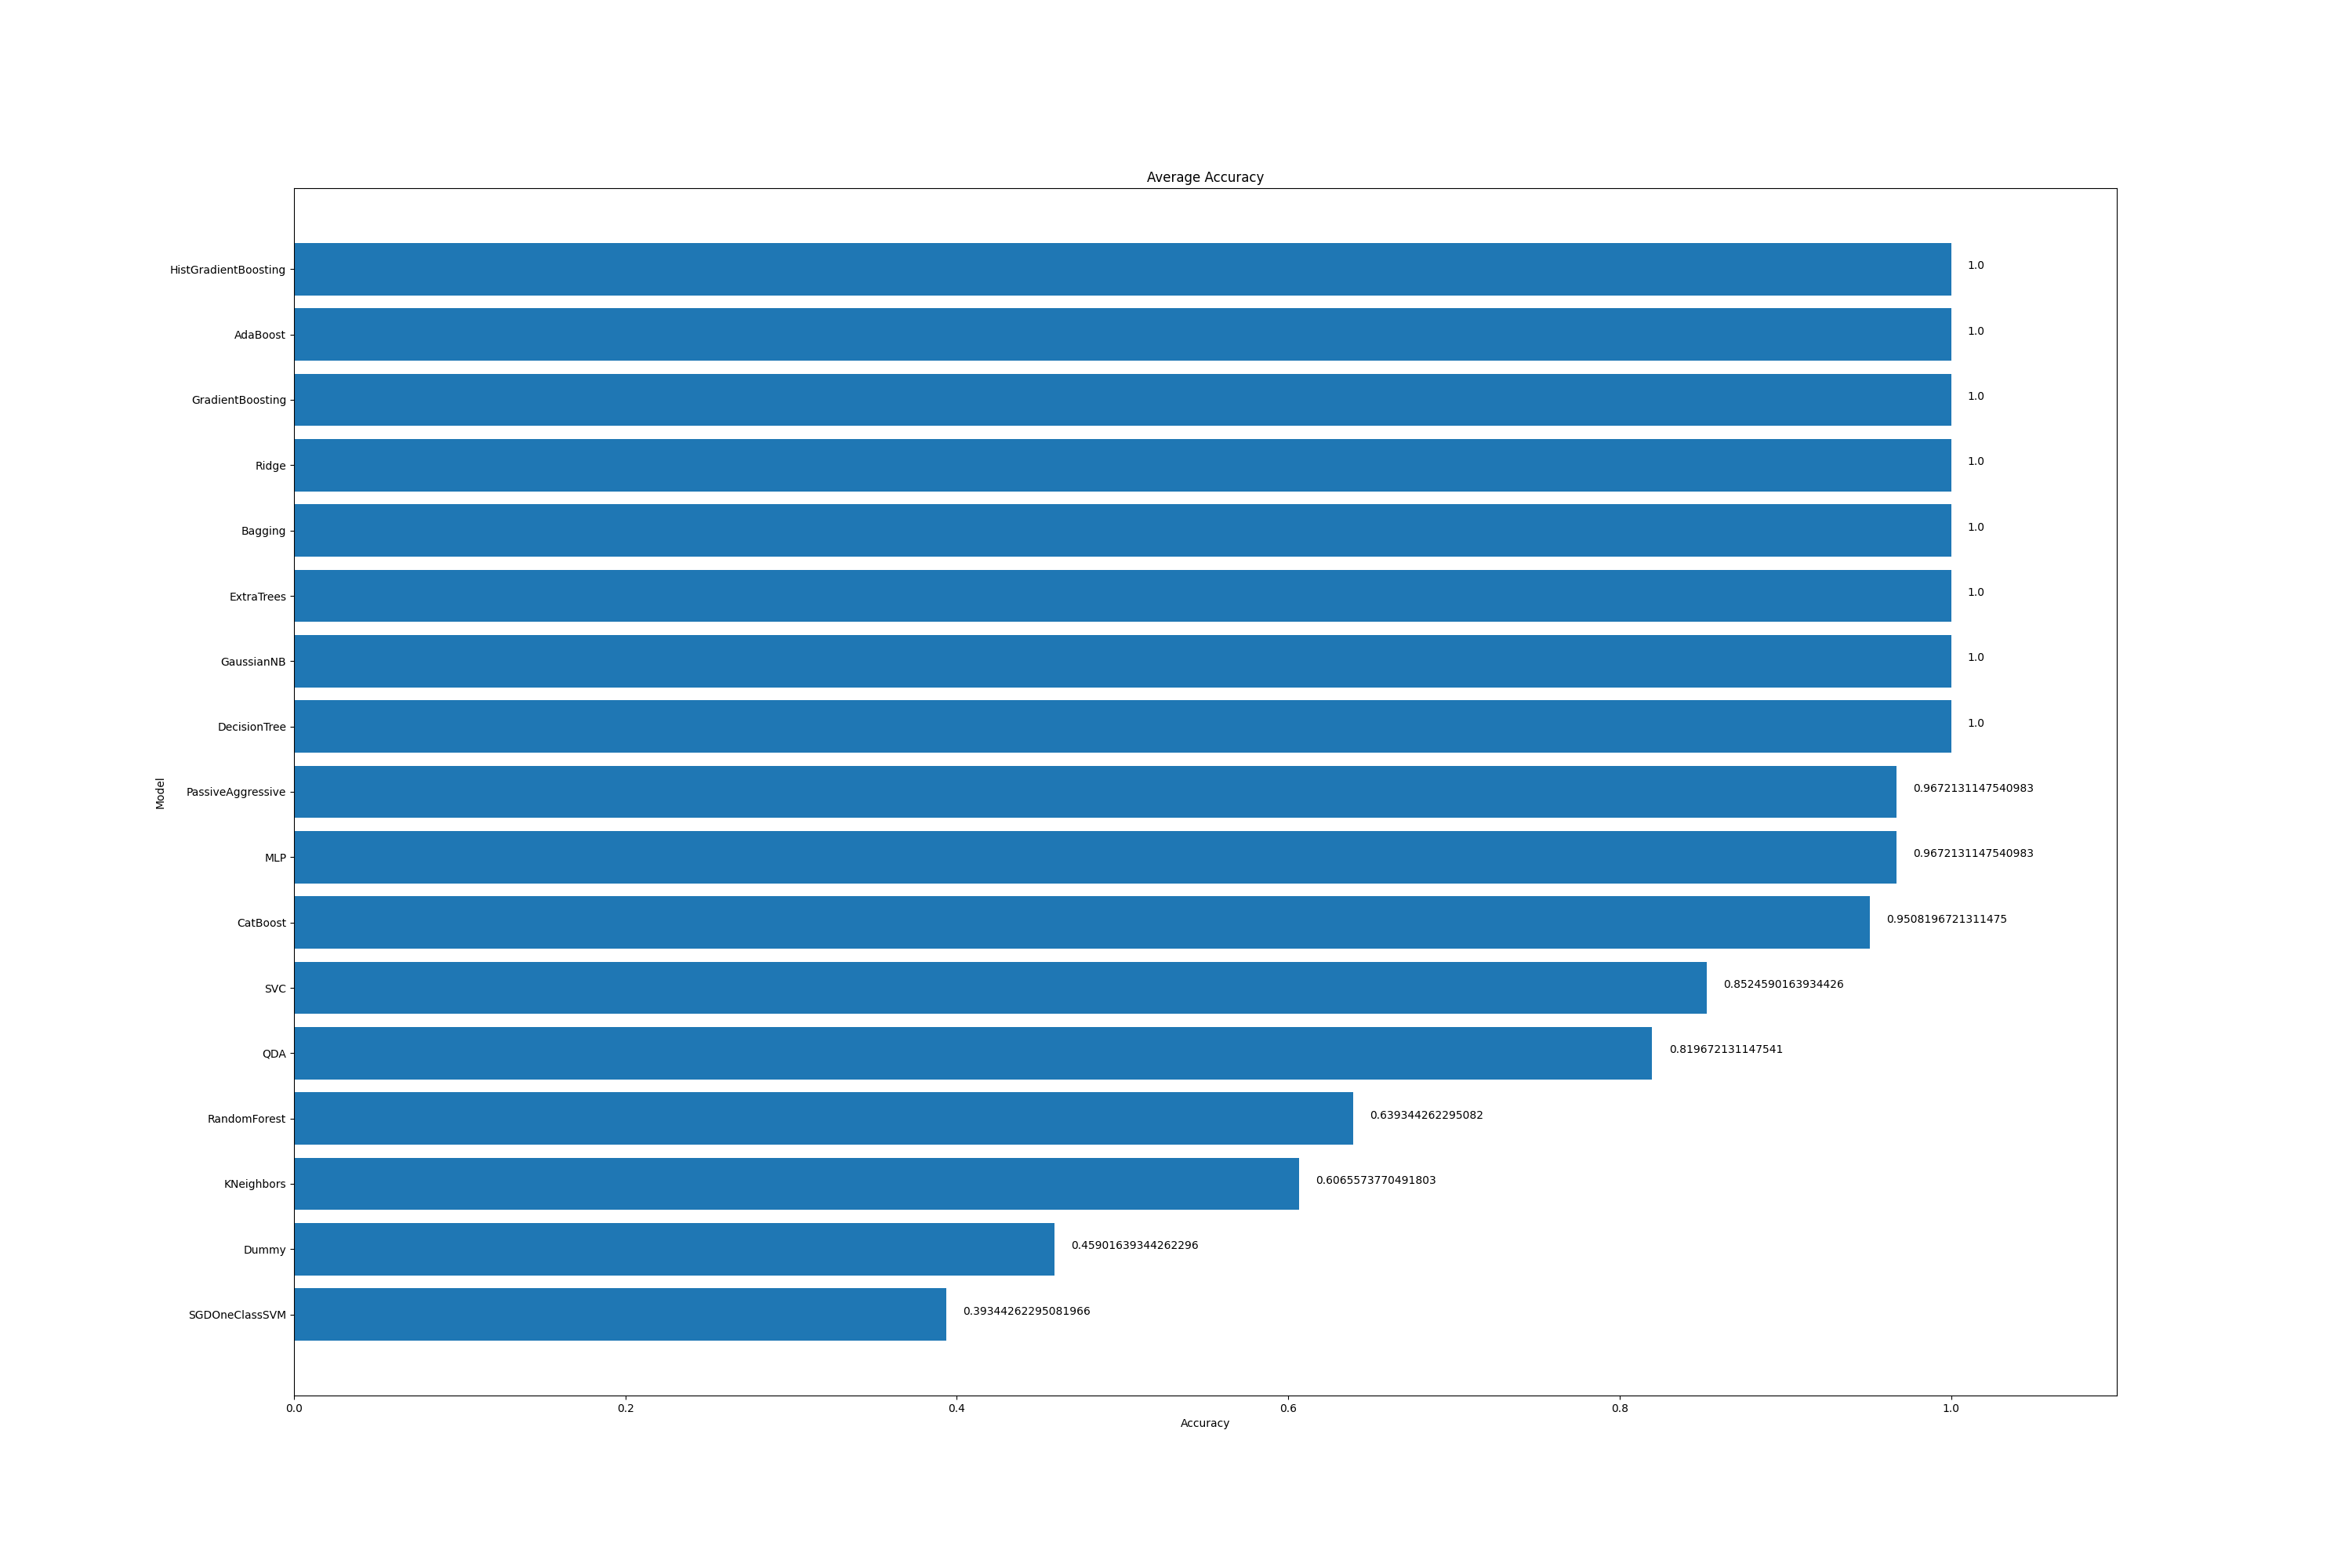 Average Accuracy
HistGradientBoosting 1.0
AdaBoost 1.0
GradientBoosting 1.0
Ridge 1.0
Bagging 1.0
ExtraTrees 1.0
GaussianNB 1.0
DecisionTree 1.0
PassiveAggressive 0.9672131147540983
MLP 0.9672131147540983
CatBoost 0.9508196721311475
SVC 0.8524590163934426
QDA 0.819672131147541
RandomForest 0.639344262295082
KNeighbors 0.6065573770491803
Dummy 0.45901639344262296
SGDOneClassSVM 0.39344262295081966
Model
0.0 0.2 0.4 0.6 0.8 1.0
Accuracy